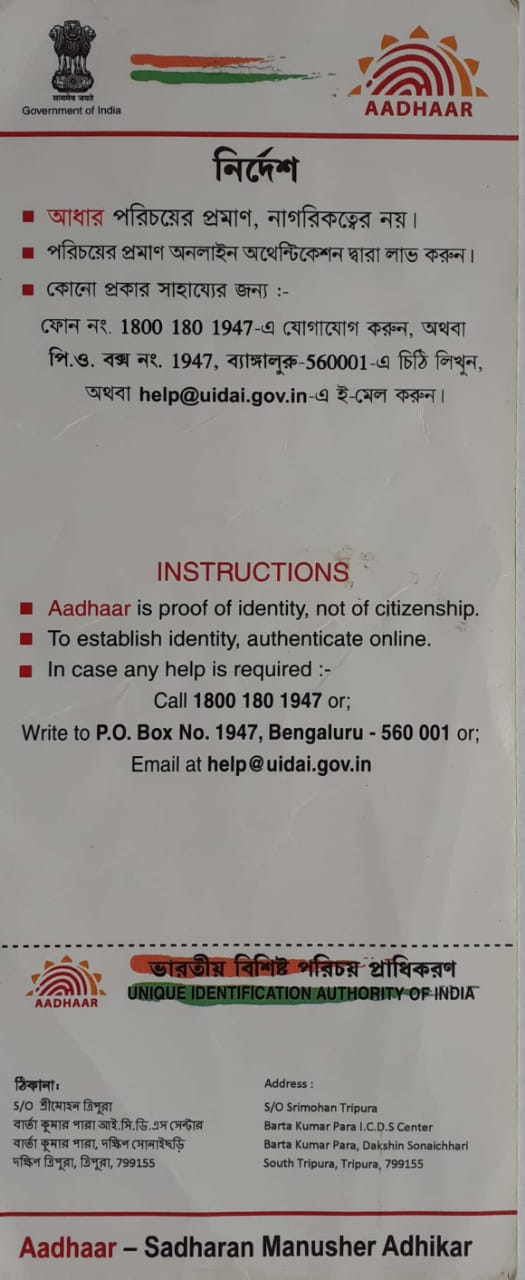 सत्यमेव जयते
Government of India
AADHAAR
নির্দেশ
আধার পরিচয়ের প্রমাণ, নাগরিকত্বের নয়।
পরিচয়ের প্রমাণ অনলাইন অথেন্টিকেশন দ্বারা লাভ করুন।
কোনো প্রকার সাহায্যের জন্য :-
ফোন নং. 1800 180 1947-এ যোগাযোগ করুন, অথবা
পি.ও. বক্স নং. 1947, ব্যাঙ্গালুরু-560001-এ চিঠি লিখুন,
অথবা help@uidai.gov.in-এ ই-মেল করুন।
INSTRUCTIONS
Aadhaar is proof of identity, not of citizenship.
To establish identity, authenticate online.
In case any help is required :-
Call 1800 180 1947 or;
Write to P.O. Box No. 1947, Bengaluru - 560 001 or;
Email at help@uidai.gov.in
AADHAAR
ভারতীয় বিশিষ্ট পরিচয় প্রাধিকরণ
UNIQUE IDENTIFICATION AUTHORITY OF INDIA
ঠিকানা:
S/O শ্রীমোহন ত্রিপুরা
বার্তা কুমার পারা আই.সি.ডি.এস সেন্টার
বার্তা কুমার পারা, দক্ষিণ সোনাইছড়ি
দক্ষিণ ত্রিপুরা, ত্রিপুরা, 799155
Address :
S/O Srimohan Tripura
Barta Kumar Para I.C.D.S Center
Barta Kumar Para, Dakshin Sonaichhari
South Tripura, Tripura, 799155
Aadhaar – Sadharan Manusher Adhikar